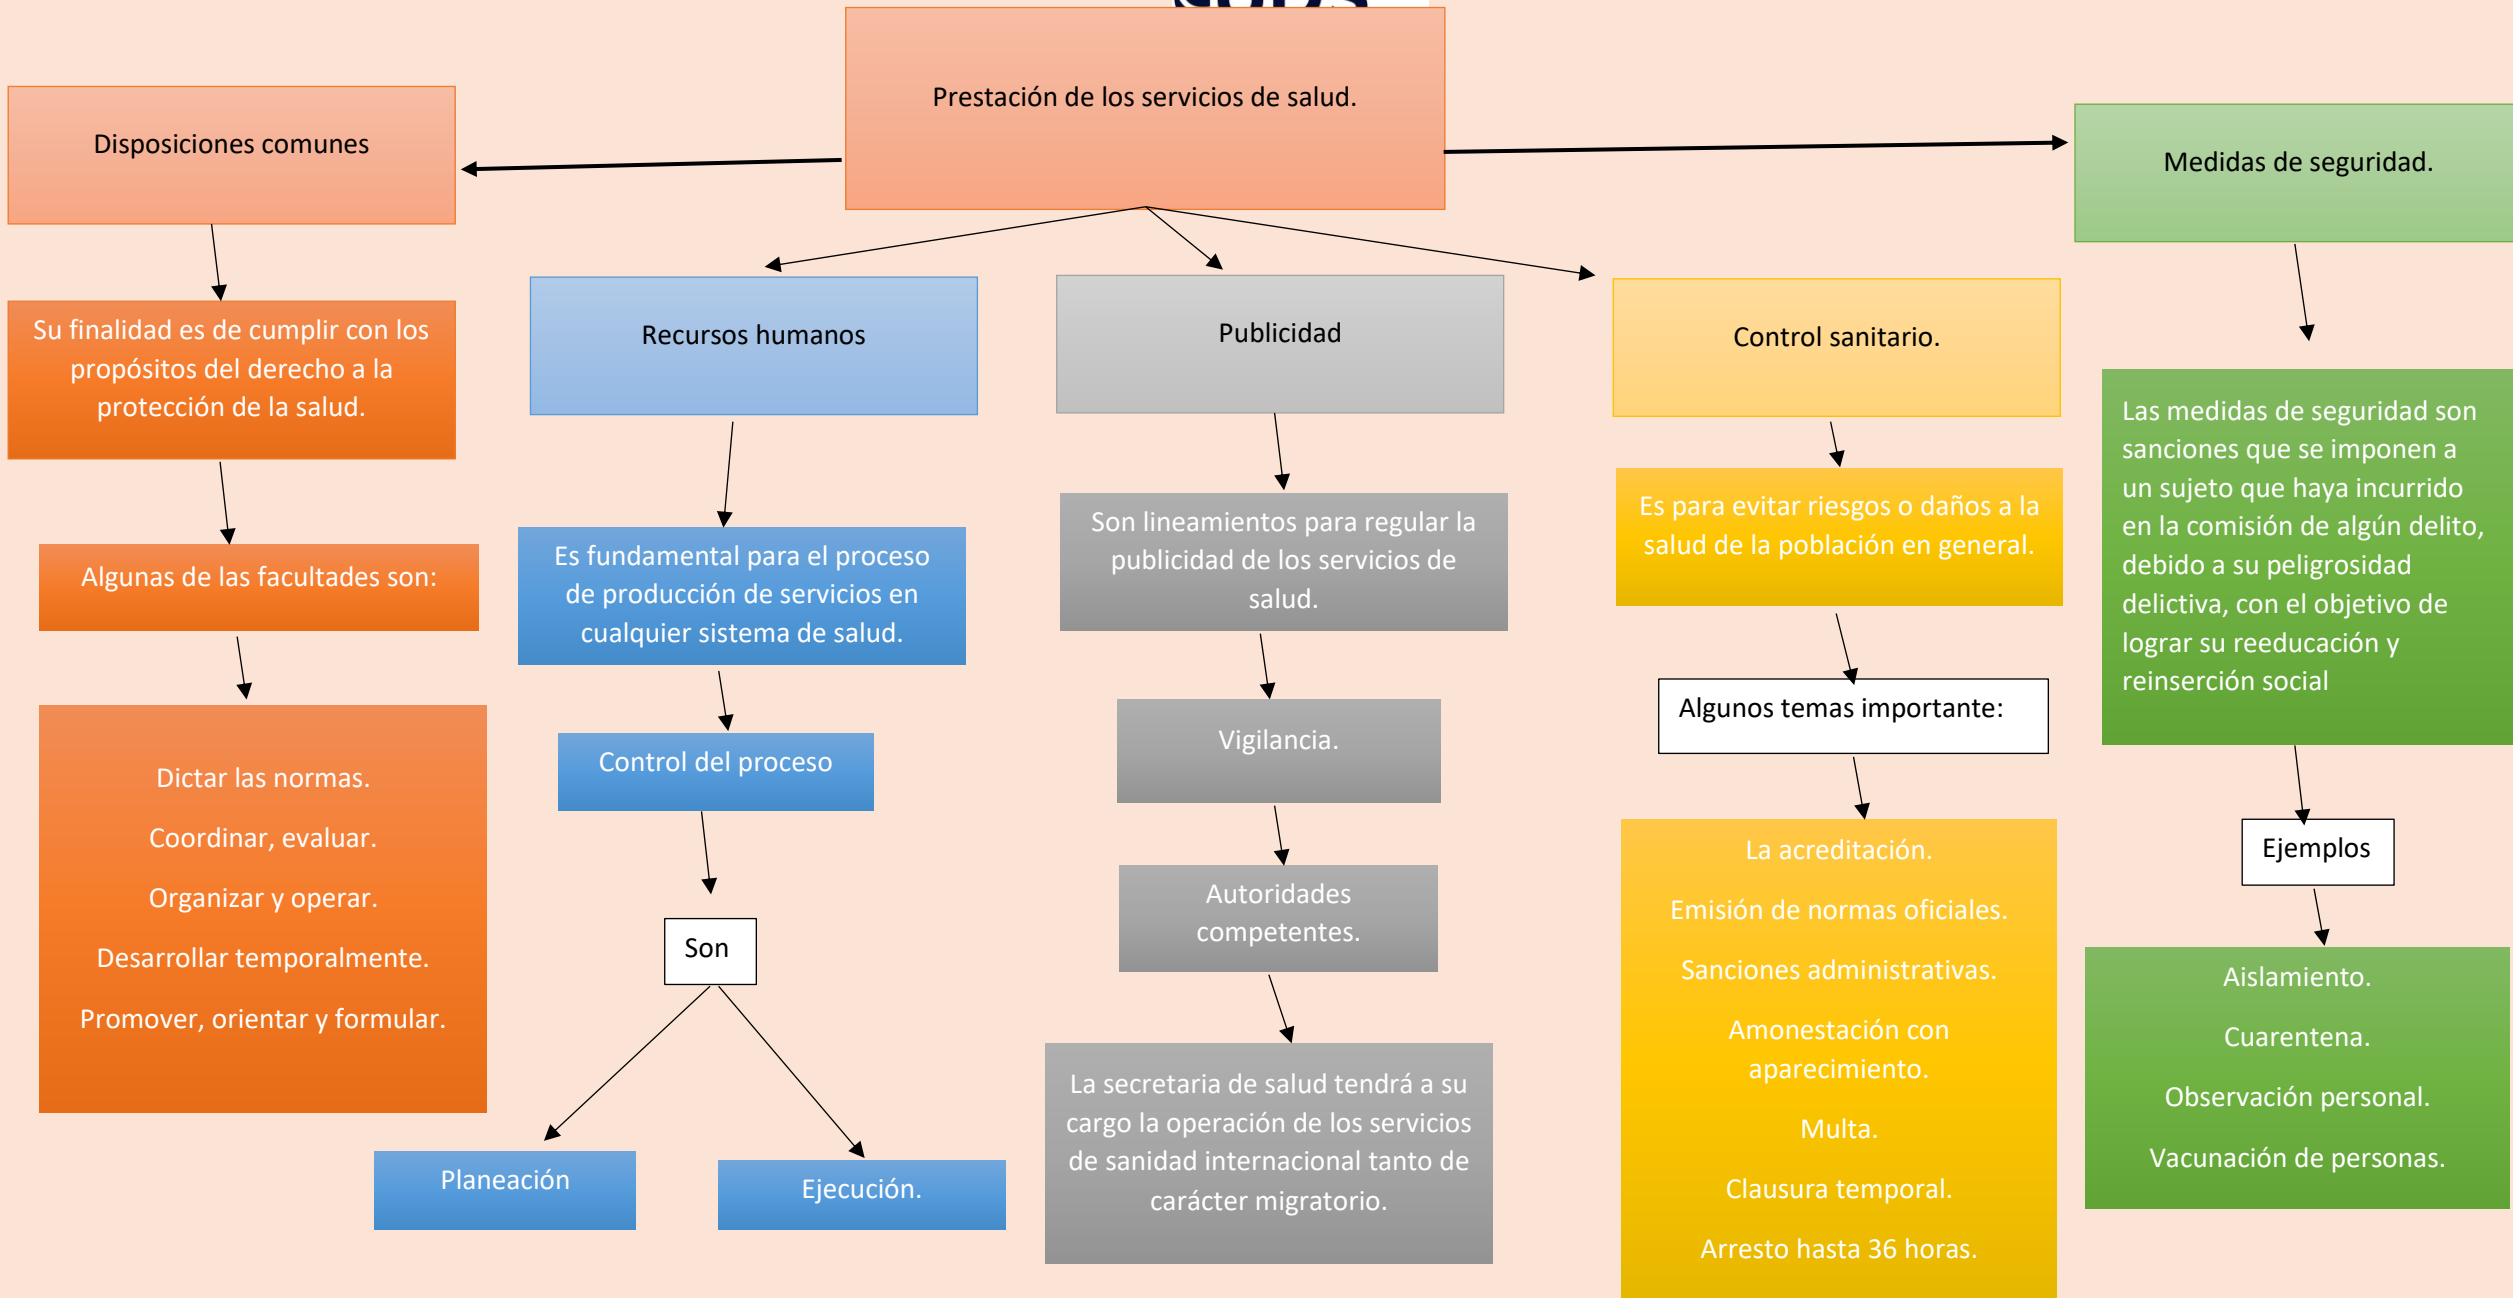 Prestación de los servicios de salud.
Disposiciones comunes
Su finalidad es de cumplir con los
propósitos del derecho a la
protección de la salud.
Algunas de las facultades son:
Dictar las normas.
Coordinar, evaluar.
Organizar y operar.
Desarrollar temporalmente.
Promover, orientar y formular.
Recursos humanos
Es fundamental para el proceso
de producción de servicios en
cualquier sistema de salud.
Control del proceso
Son
Planeación
Ejecución.
Publicidad
Son lineamientos para regular la
publicidad de los servicios de
salud.
Vigilancia.
Autoridades
competentes.
La secretaria de salud tendrá a su
cargo la operación de los servicios
de sanidad internacional tanto de
carácter migratorio.
Control sanitario.
Es para evitar riesgos o daños a la
salud de la población en general.
Algunos temas importante:
La acreditación.
Emisión de normas oficiales.
Sanciones administrativas.
Amonestación con
aparecimiento.
Multa.
Clausura temporal.
Arresto hasta 36 horas.
Medidas de seguridad.
Las medidas de seguridad son
sanciones que se imponen a
un sujeto que haya incurrido
en la comisión de algún delito,
debido a su peligrosidad
delictiva, con el objetivo de
lograr su reeducación y
reinserción social
Ejemplos
Aislamiento.
Cuarentena.
Observación personal.
Vacunación de personas.